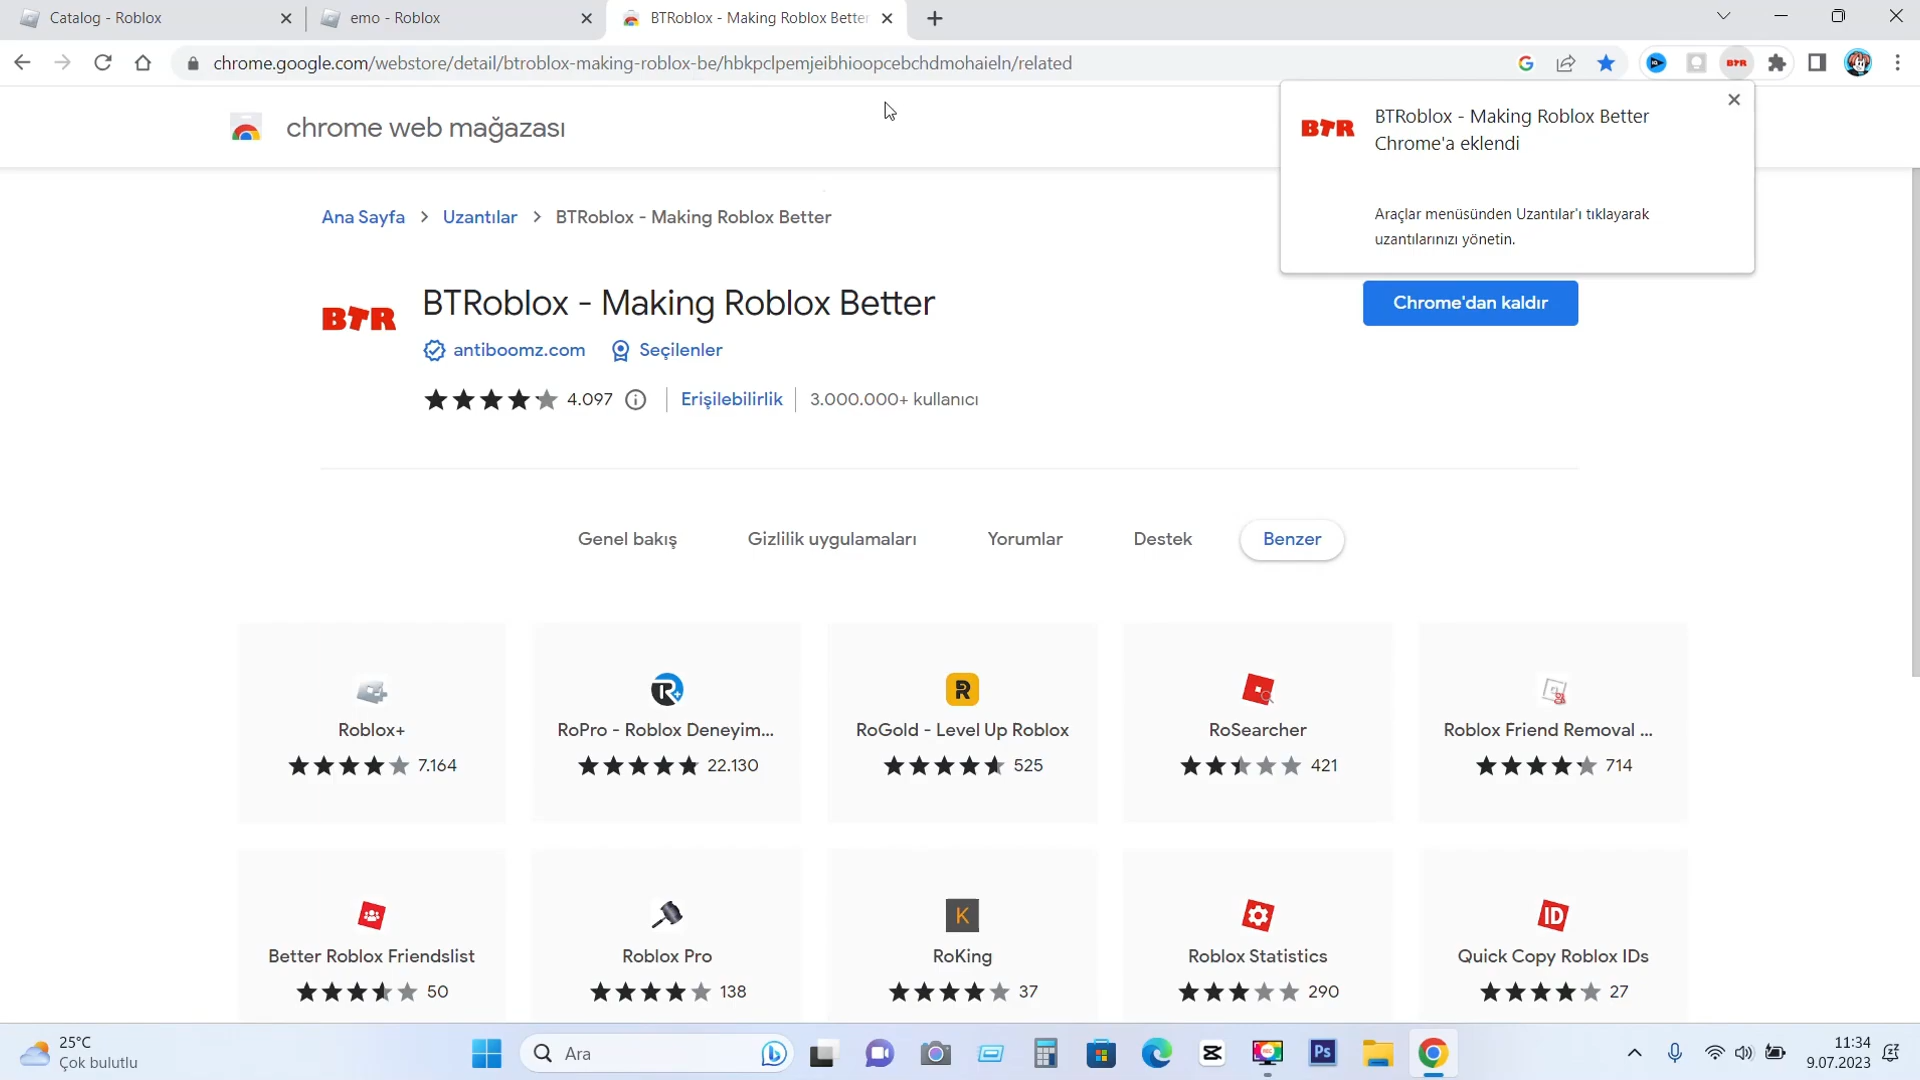 Catalog - Roblox
emo - Roblox
BTRoblox - Making Roblox Better
chrome.google.com/webstore/detail/btroblox-making-roblox-be/hbkpclpemjeibhioopcebchdmohaieln/related
BTR
chrome web mağazası
BTR
BTRoblox - Making Roblox Better
Chrome'a eklendi
Araçlar menüsünden Uzantılar'ı tıklayarak
uzantılarınızı yönetin.
Ana Sayfa > Uzantılar > BTRoblox - Making Roblox Better
BTR
BTRoblox - Making Roblox Better
Chrome'dan kaldır
antiboomz.com Seçilenler
4.097 Erişilebilirlik 3.000.000+ kullanıcı
Genel bakış Gizlilik uygulamaları Yorumlar Destek Benzer
Roblox+
7.164
RoPro - Roblox Deneyim...
22.130
RoGold - Level Up Roblox
525
RoSearcher
421
Roblox Friend Removal ...
714
Better Roblox Friendslist
50
Roblox Pro
138
K
RoKing
37
Roblox Statistics
290
ID
Quick Copy Roblox IDs
27
25°C
Çok bulutlu
Ara
Ps
11:34
9.07.2023